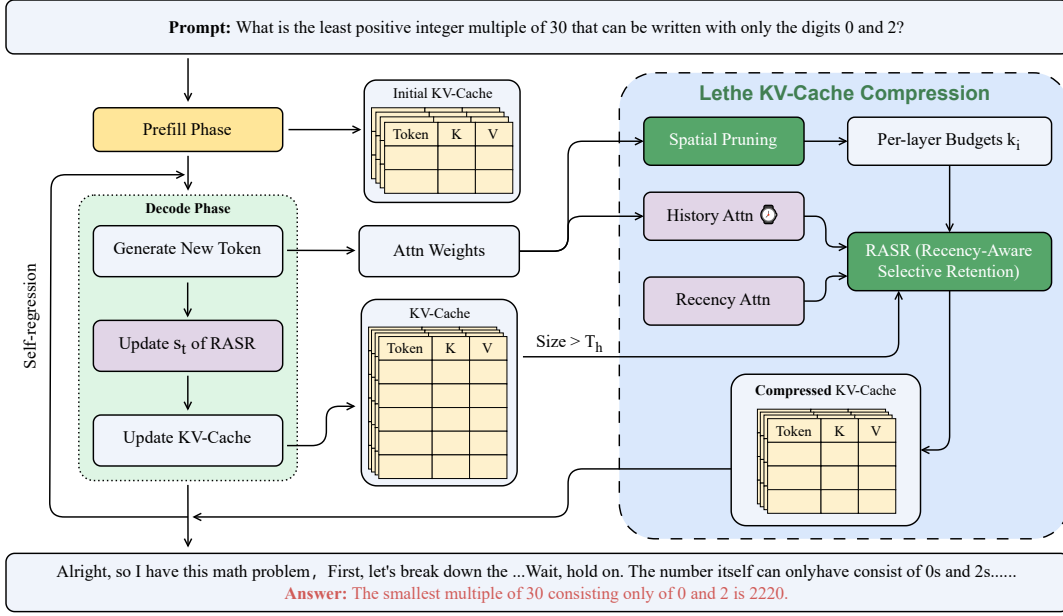 Prompt: What is the least positive integer multiple of 30 that can be written with only the digits 0 and 2?
Prefill Phase
Initial KV-Cache
Token K V
Lethe KV-Cache Compression
Spatial Pruning
Per-layer Budgets kᵢ
Self-regression
Decode Phase
Generate New Token
Attn Weights
History Attn
RASR (Recency-Aware
Selective Retention)
Recency Attn
Update sₜ of RASR
KV-Cache
Token K V
Size > Tₕ
Update KV-Cache
Compressed KV-Cache
Token K V
Alright, so I have this math problem, First, let's break down the ...Wait, hold on. The number itself can onlyhave consist of 0s and 2s......
Answer: The smallest multiple of 30 consisting only of 0 and 2 is 2220.